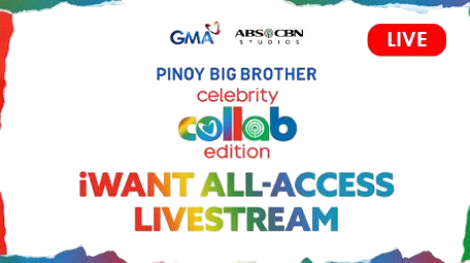 GMA ABS CBN
STUDIOS
LIVE
PINOY BIG BROTHER
celebrity
collab
edition
iWANT ALL-ACCESS
LIVESTREAM